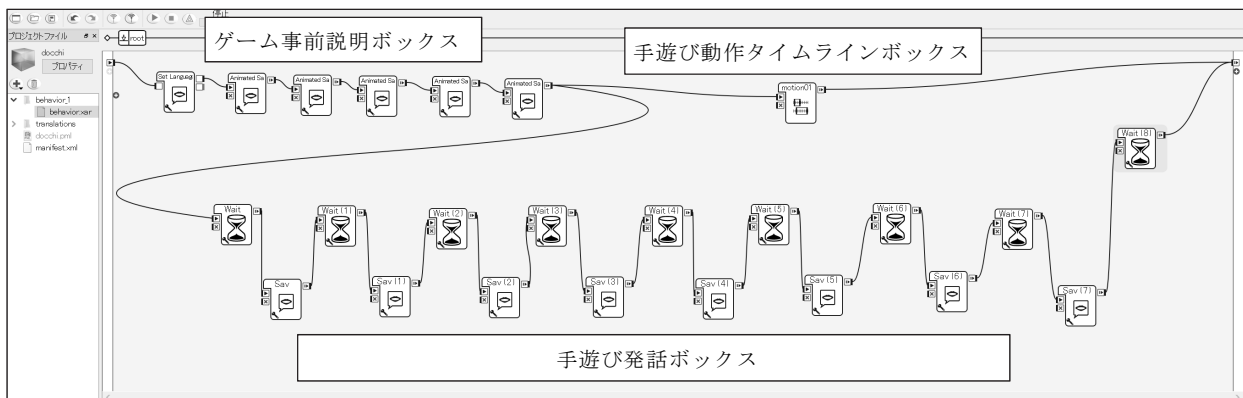 停止
プロジェクトファイル
root
ゲーム事前説明ボックス
手遊び動作タイムラインボックス
docchi
プロパティ
behavior_1
behavior.xar
translations
docchi.pml
manifest.xml
Set Languag
Animated Sa
Animated Sa
Animated Sa
Animated Sa
Animated Sa
motion01
Wait (8)
Wait
Wait (1)
Wait (2)
Wait (3)
Wait (4)
Wait (5)
Wait (6)
Wait (7)
Say
Say (1)
Say (2)
Say (3)
Say (4)
Say (5)
Say (6)
Say (7)
手遊び発話ボックス